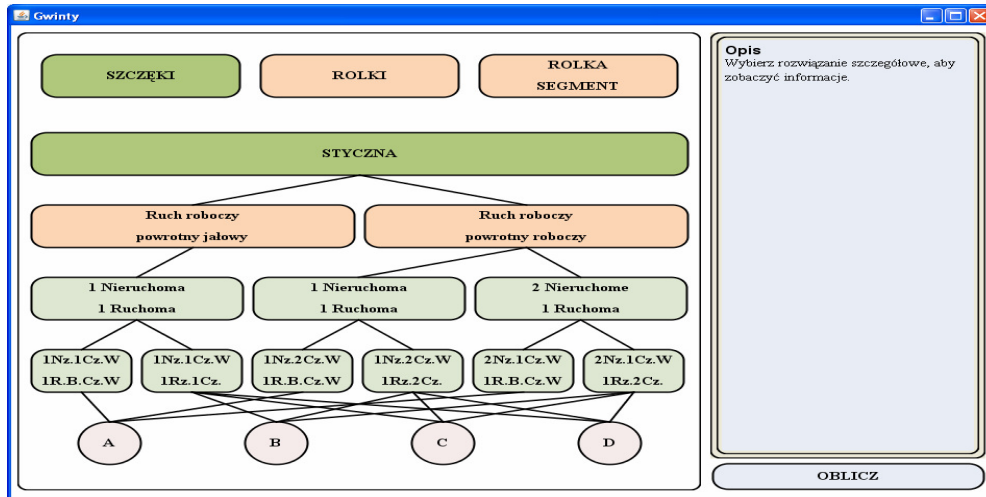 Gwinty
SZCZĘKI
ROLKI
ROLKA
SEGMENT
STYCZNA
Ruch roboczy
powrotny jałowy
Ruch roboczy
powrotny roboczy
1 Nieruchoma
1 Ruchoma
1 Nieruchoma
1 Ruchoma
2 Nieruchome
1 Ruchoma
1Nz.1Cz.W
1R.B.Cz.W
1Nz.1Cz.W
1Rz.1Cz.
1Nz.2Cz.W
1R.B.Cz.W
1Nz.2Cz.W
1Rz.2Cz.
2Nz.1Cz.W
1R.B.Cz.W
2Nz.1Cz.W
1Rz.2Cz.
A
B
C
D
Opis
Wybierz rozwiązanie szczegółowe, aby
zobaczyć informacje.
OBLICZ